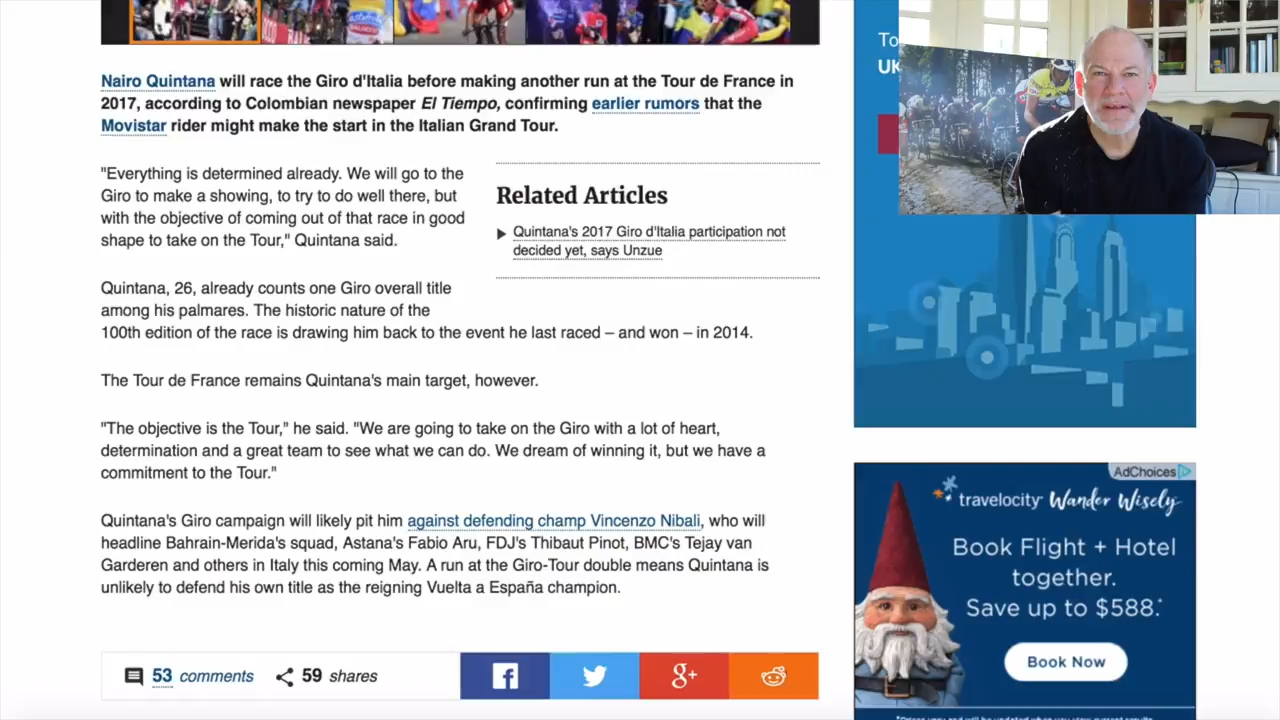 Nairo Quintana will race the Giro d'Italia before making another run at the Tour de France in
2017, according to Colombian newspaper El Tiempo, confirming earlier rumors that the
Movistar rider might make the start in the Italian Grand Tour.
"Everything is determined already. We will go to the
Giro to make a showing, to try to do well there, but
with the objective of coming out of that race in good
shape to take on the Tour," Quintana said.
Related Articles
Quintana's 2017 Giro d'Italia participation not
decided yet, says Unzue
Quintana, 26, already counts one Giro overall title
among his palmares. The historic nature of the
100th edition of the race is drawing him back to the event he last raced – and won – in 2014.
The Tour de France remains Quintana's main target, however.
"The objective is the Tour," he said. "We are going to take on the Giro with a lot of heart,
determination and a great team to see what we can do. We dream of winning it, but we have a
commitment to the Tour."
Quintana's Giro campaign will likely pit him against defending champ Vincenzo Nibali, who will
headline Bahrain-Merida's squad, Astana's Fabio Aru, FDJ's Thibaut Pinot, BMC's Tejay van
Garderen and others in Italy this coming May. A run at the Giro-Tour double means Quintana is
unlikely to defend his own title as the reigning Vuelta a España champion.
53 comments
59 shares
To
UK
AdChoices
travelocity Wander Wisely
Book Flight + Hotel
together.
Save up to $588.*
Book Now